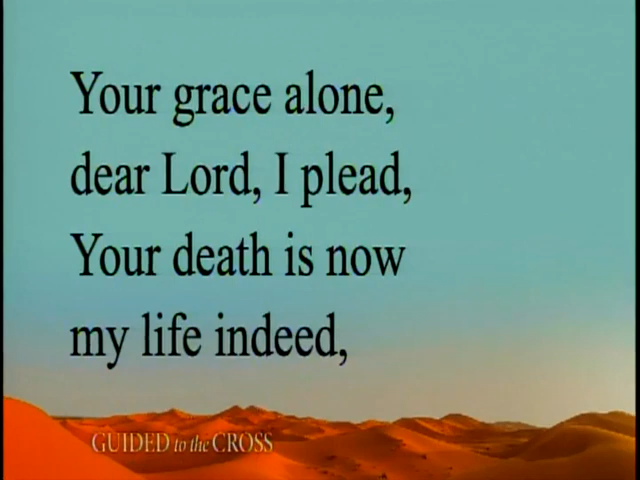 Your grace alone,
dear Lord, I plead,
Your death is now
my life indeed,
GUIDED to the CROSS